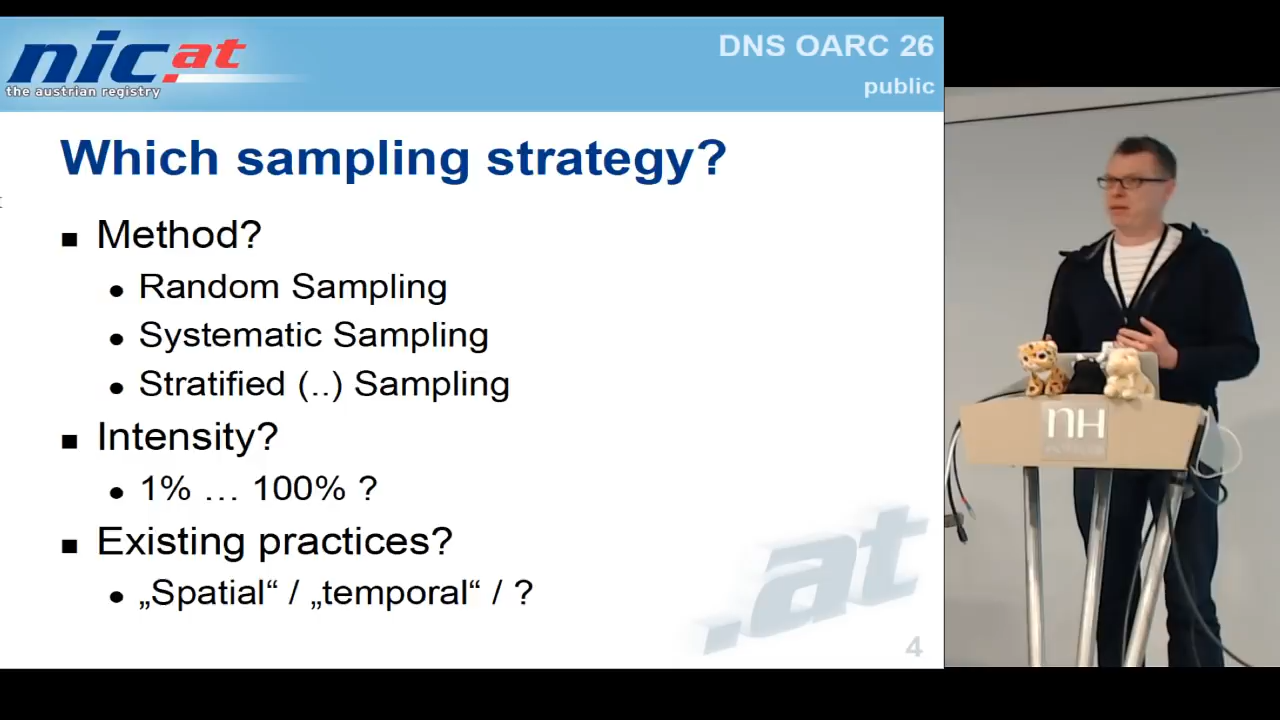 nic.at
the austrian registry
DNS OARC 26
public
Which sampling strategy?
Method?
Random Sampling
Systematic Sampling
Stratified (..) Sampling
Intensity?
1% … 100% ?
Existing practices?
„Spatial“ / „temporal“ / ?
.at
4
NH